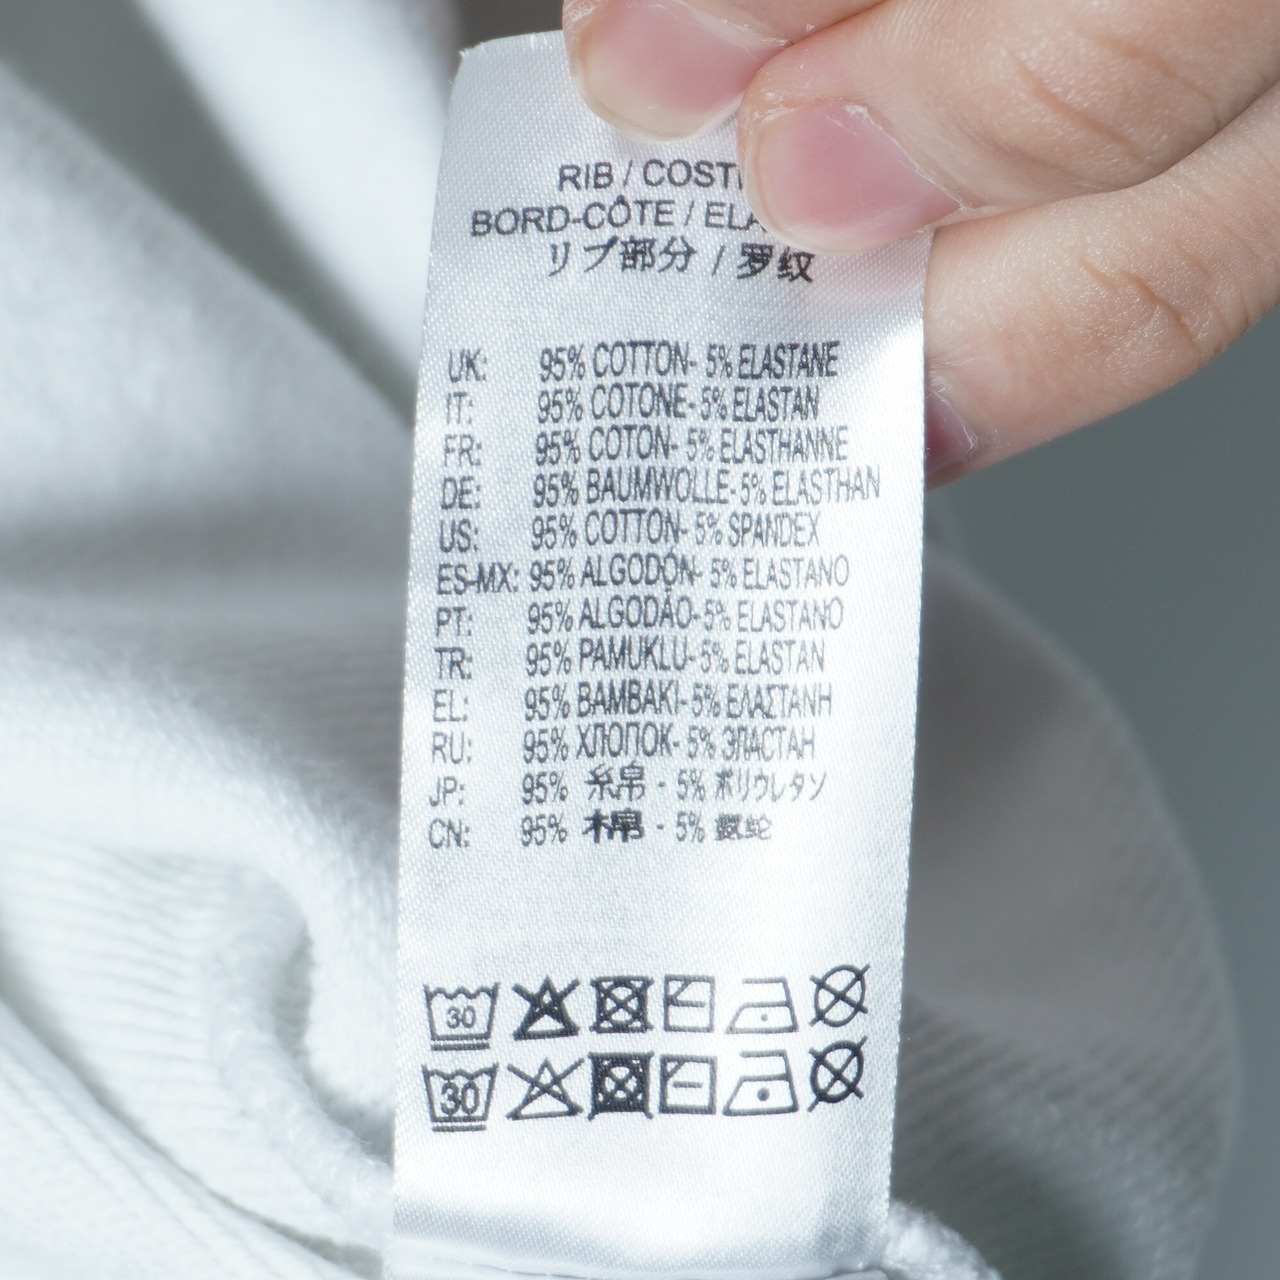 RIB / COST
BORD-CÔTE / ELA
リブ部分 / 罗纹
UK: 95% COTTON- 5% ELASTANE
IT: 95% COTONE- 5% ELASTAN
FR: 95% COTON- 5% ELASTHANNE
DE: 95% BAUMWOLLE- 5% ELASTHAN
US: 95% COTTON- 5% SPANDEX
ES-MX: 95% ALGODÓN- 5% ELASTANO
PT: 95% ALGODÃO- 5% ELASTANO
TR: 95% PAMUKLU- 5% ELASTAN
EL: 95% BAMBAKI- 5% ΕΛΑΣΤΑΝΗ
RU: 95% ХЛОПОК- 5% ЭЛАСТАН
JP: 95% - 5% ポリウレタン
CN: 95% - 5%
30
30